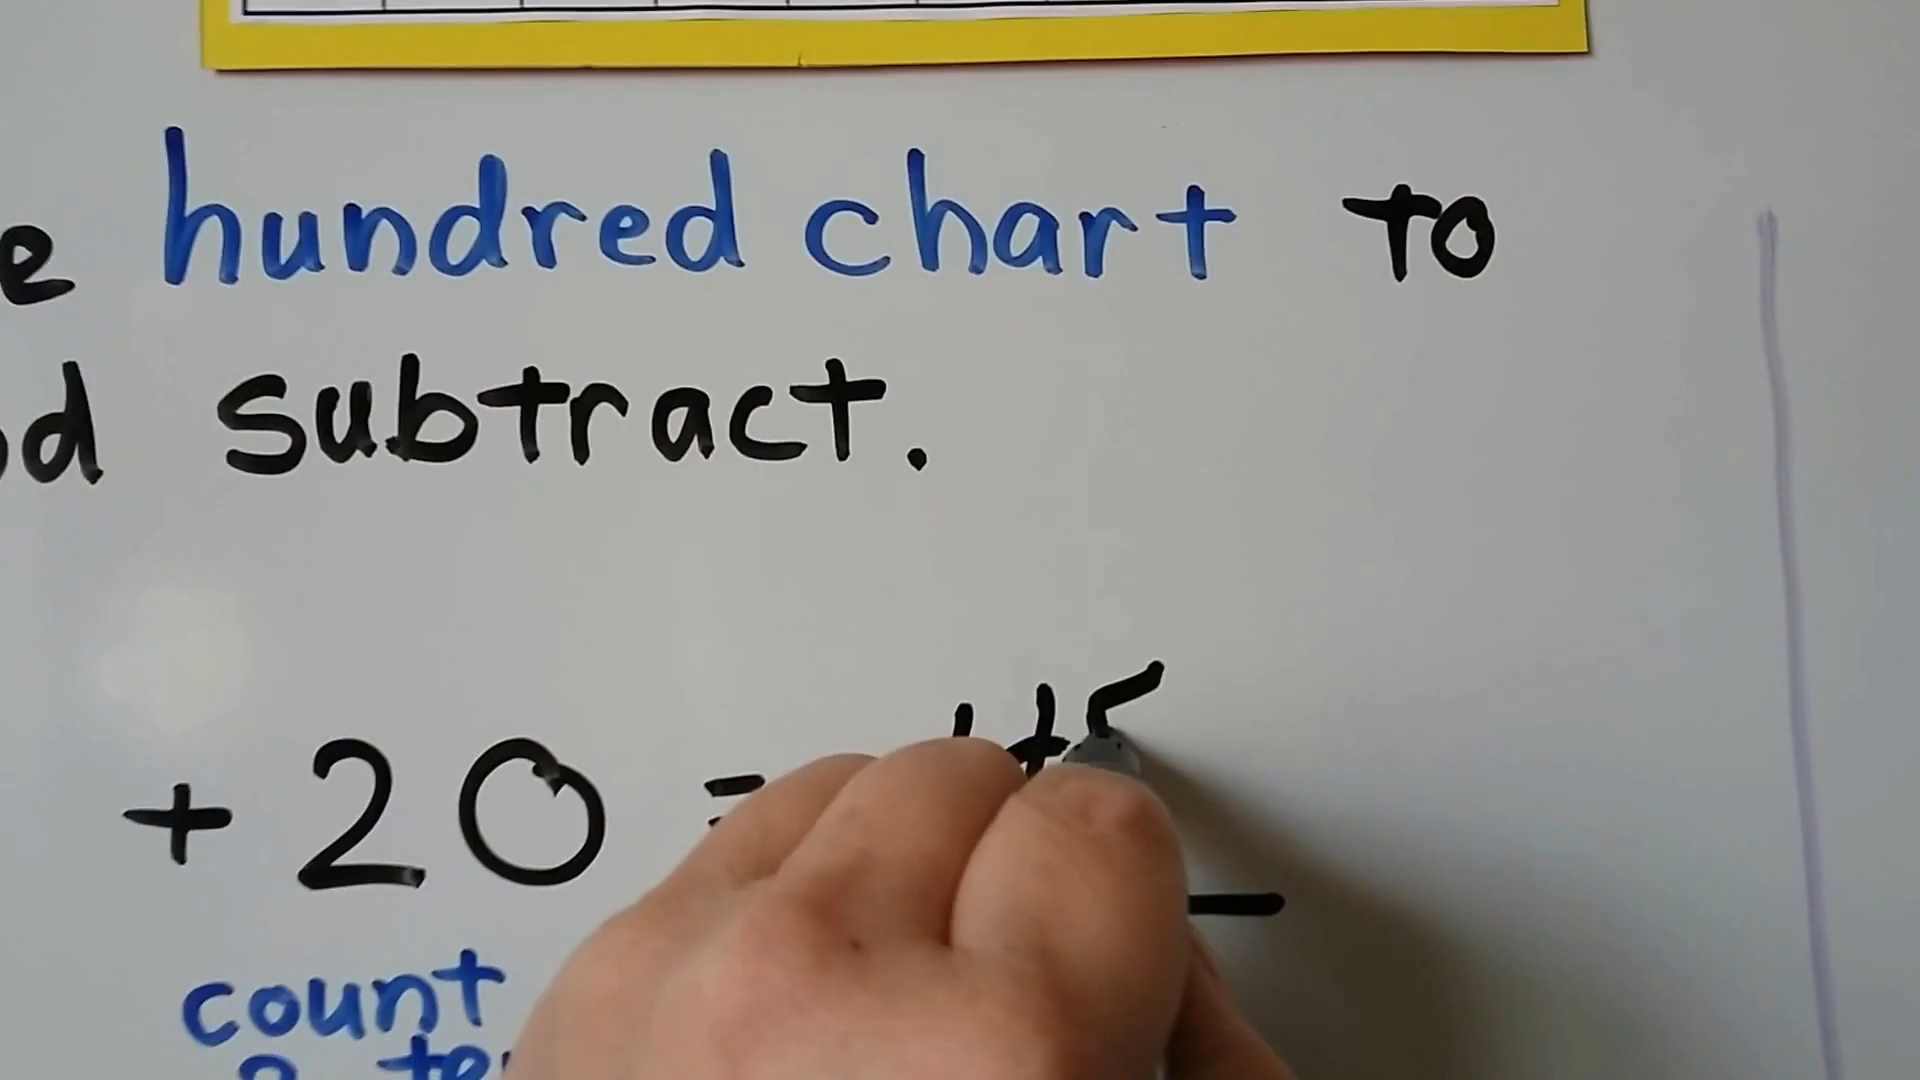 e hundred chart to
d subtract.
+ 20 = 45
count